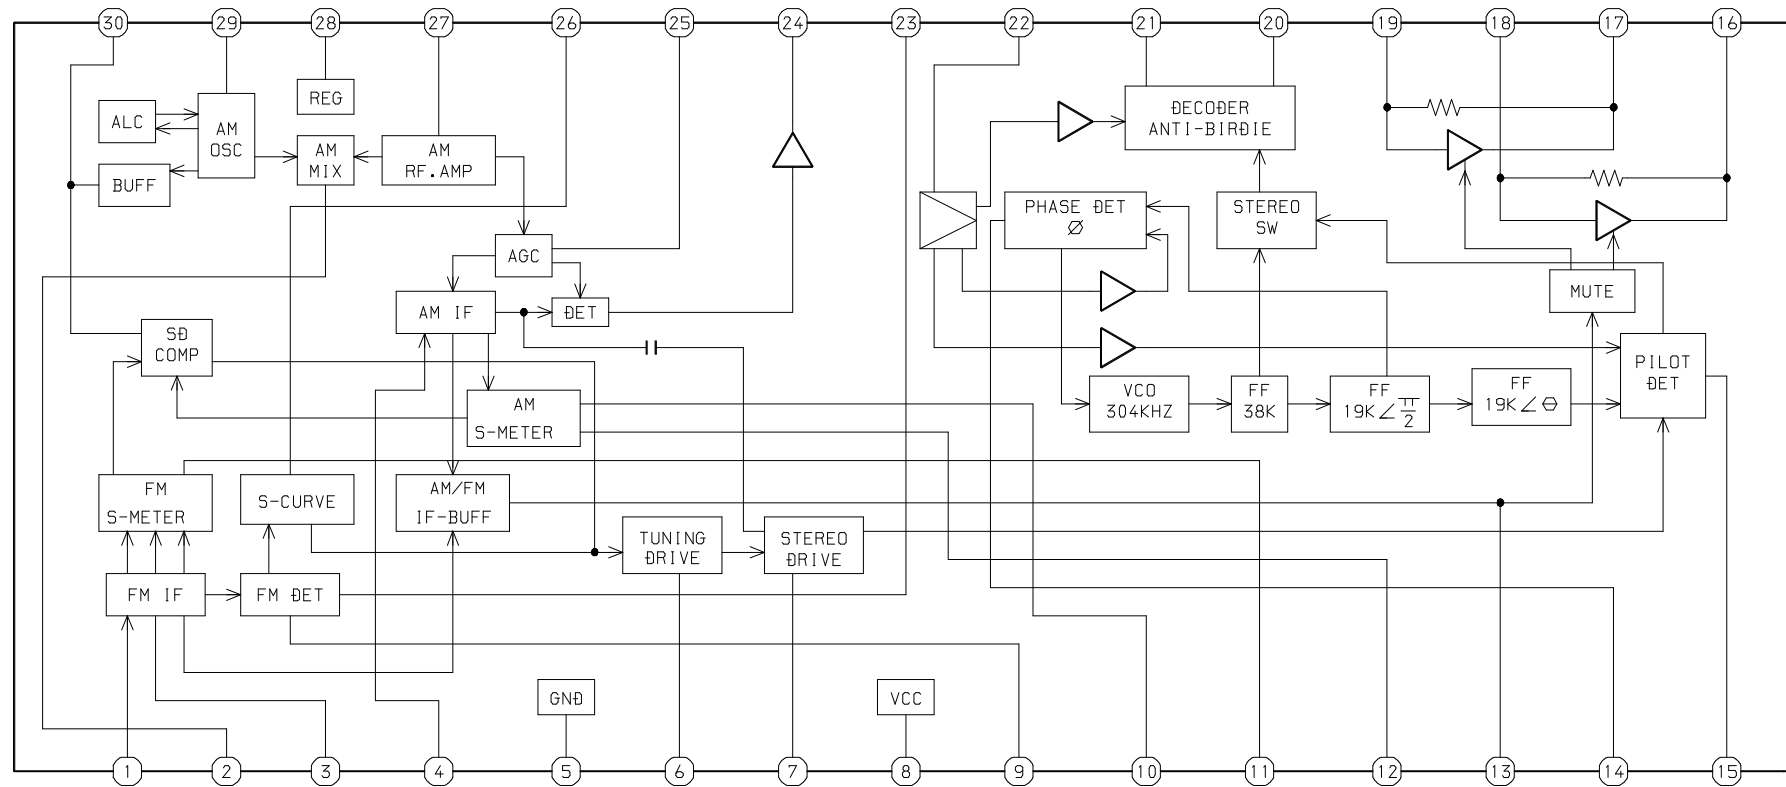 30 29 28 27 26 25 24 23 22 21 20 19 18 17 16
REG
ALC
AM
OSC
BUFF
AM
MIX
AM
RF.AMP
DECODER
ANTI-BIRDIE
PHASE DET
Ø
STEREO
SW
AGC
AM IF
DET
MUTE
SD
COMP
AM
S-METER
VCO
304KHZ
FF
38K
FF
19K∠π/2
FF
19K∠⊖
PILOT
DET
FM
S-METER
S-CURVE
AM/FM
IF-BUFF
TUNING
DRIVE
STEREO
DRIVE
FM IF
FM DET
GND
VCC
1 2 3 4 5 6 7 8 9 10 11 12 13 14 15